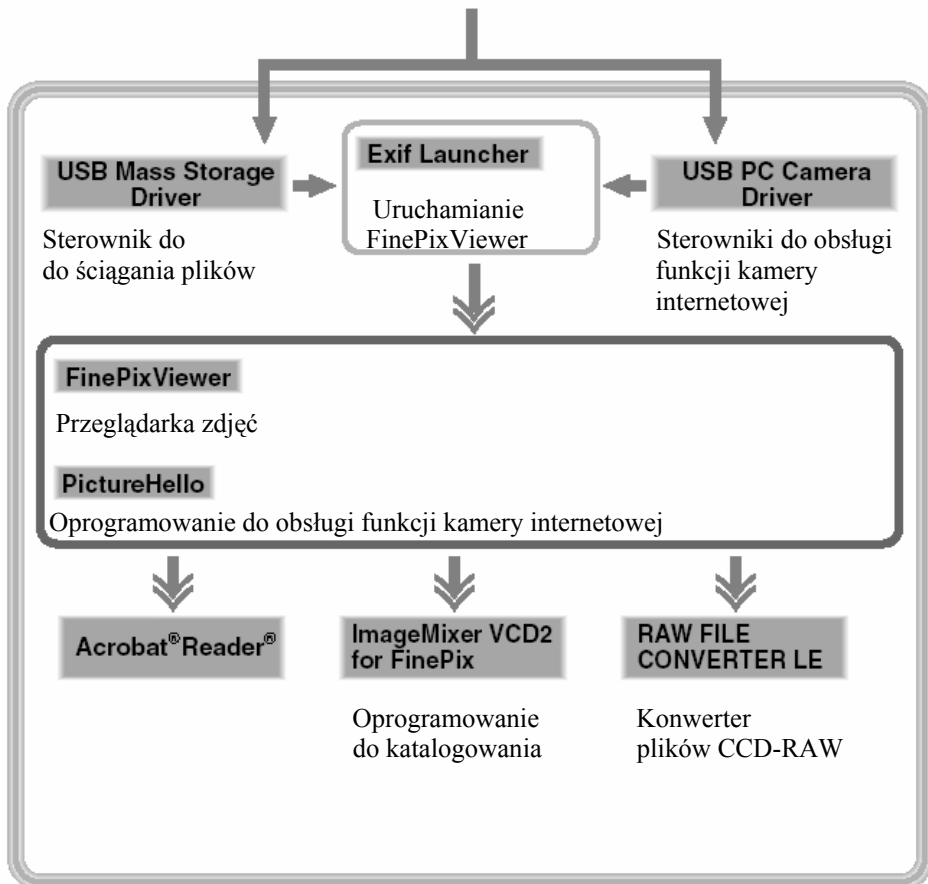 Exif Launcher
USB Mass Storage
Driver
USB PC Camera
Driver
Uruchamianie
FinePixViewer
Sterownik do
do ściągania plików
Sterowniki do obsługi
funkcji kamery
internetowej
FinePixViewer
Przeglądarka zdjęć
PictureHello
Oprogramowanie do obsługi funkcji kamery internetowej
Acrobat®Reader®
ImageMixer VCD2
for FinePix
RAW FILE
CONVERTER LE
Oprogramowanie
do katalogowania
Konwerter
plików CCD-RAW